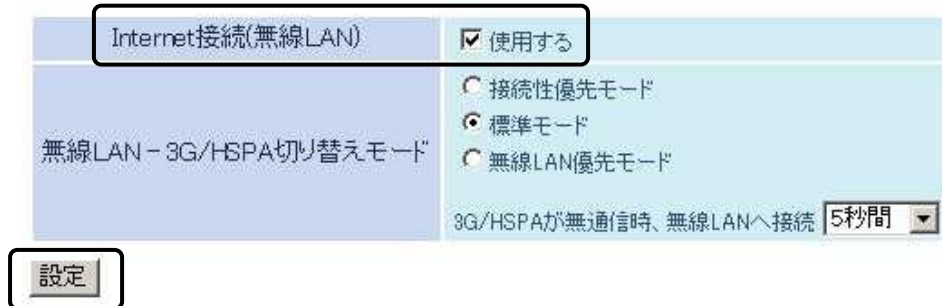 Internet接続(無線LAN)
使用する
無線LAN－3G/HSPA切り替えモード
接続性優先モード
標準モード
無線LAN優先モード
3G/HSPAが無通信時、無線LANへ接続 5秒間
設定